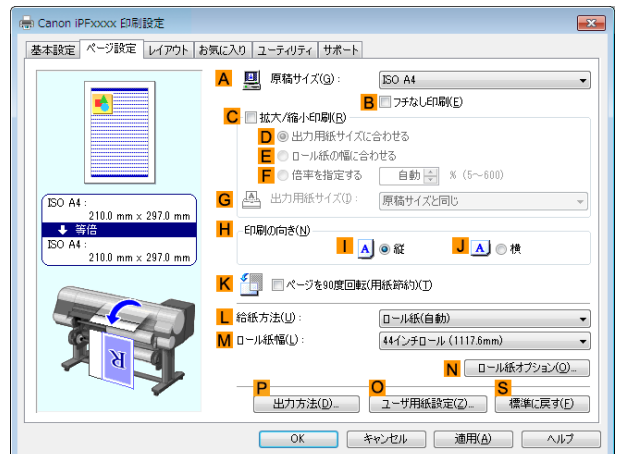 Canon iPFxxxx 印刷設定
基本設定 ページ設定 レイアウト お気に入り ユーティリティ サポート
A 原稿サイズ(G): ISO A4
B フチなし印刷(E)
C 拡大/縮小印刷(R)
D 出力用紙サイズに合わせる
E ロール紙の幅に合わせる
F 倍率を指定する 自動 % (5～600)
G 出力用紙サイズ(I): 原稿サイズと同じ
ISO A4 :
210.0 mm × 297.0 mm
等倍
ISO A4 :
210.0 mm × 297.0 mm
H 印刷の向き(N)
I A 縦 J A 横
K ページを90度回転(用紙節約)(T)
L 給紙方法(U): ロール紙(自動)
M ロール紙幅(L): 44インチロール (1117.6mm)
R
N ロール紙オプション(O)...
P O S
出力方法(D)... ユーザ用紙設定(Z)... 標準に戻す(F)
OK キャンセル 適用(A) ヘルプ